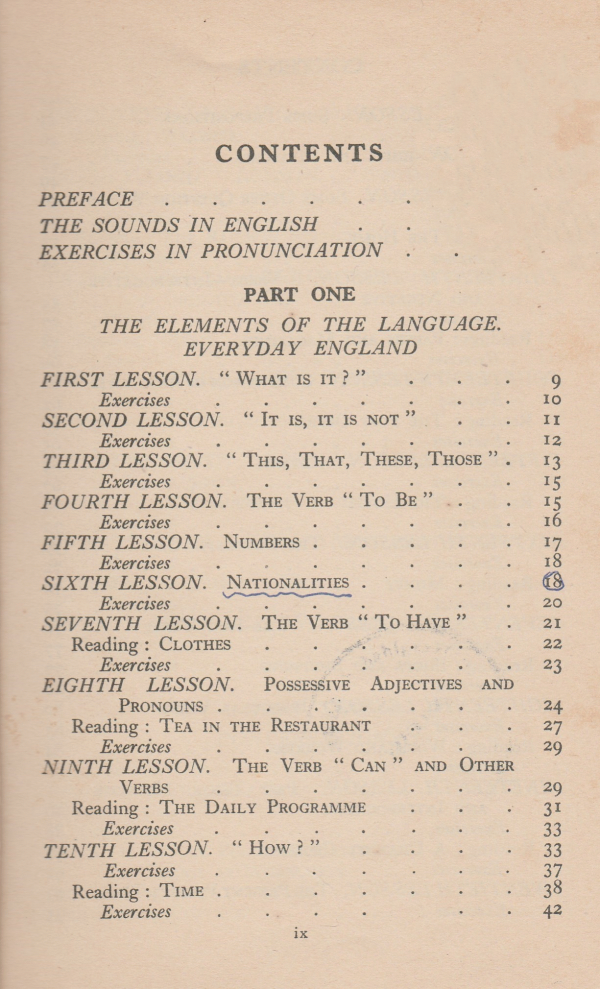 CONTENTS
PREFACE . . . . . .
THE SOUNDS IN ENGLISH . .
EXERCISES IN PRONUNCIATION . .
PART ONE
THE ELEMENTS OF THE LANGUAGE.
EVERYDAY ENGLAND
FIRST LESSON. “ WHAT IS IT ? ” . . . 9
Exercises . . . . . . . 10
SECOND LESSON. “ IT IS, IT IS NOT ” . . 11
Exercises . . . . . . . 12
THIRD LESSON. “ THIS, THAT, THESE, THOSE ” . 13
Exercises . . . . . . . 15
FOURTH LESSON. THE VERB “ TO BE ” . . 15
Exercises . . . . . . . 16
FIFTH LESSON. NUMBERS . . . . . 17
Exercises . . . . . . . 18
SIXTH LESSON. NATIONALITIES . . . . 18
Exercises . . . . . . . 20
SEVENTH LESSON. THE VERB “ TO HAVE ” . 21
Reading : CLOTHES . . . . . . 22
Exercises . . . . . . . 23
EIGHTH LESSON. POSSESSIVE ADJECTIVES AND
PRONOUNS . . . . . . . 24
Reading : TEA IN THE RESTAURANT . . . 27
Exercises . . . . . . . 29
NINTH LESSON. THE VERB “ CAN ” AND OTHER
VERBS . . . . . . . 29
Reading : THE DAILY PROGRAMME . . . 31
Exercises . . . . . . . 33
TENTH LESSON. “ HOW ? ” . . . . 33
Exercises . . . . . . . 37
Reading : TIME . . . . . . . 38
Exercises . . . . . . 42
ix